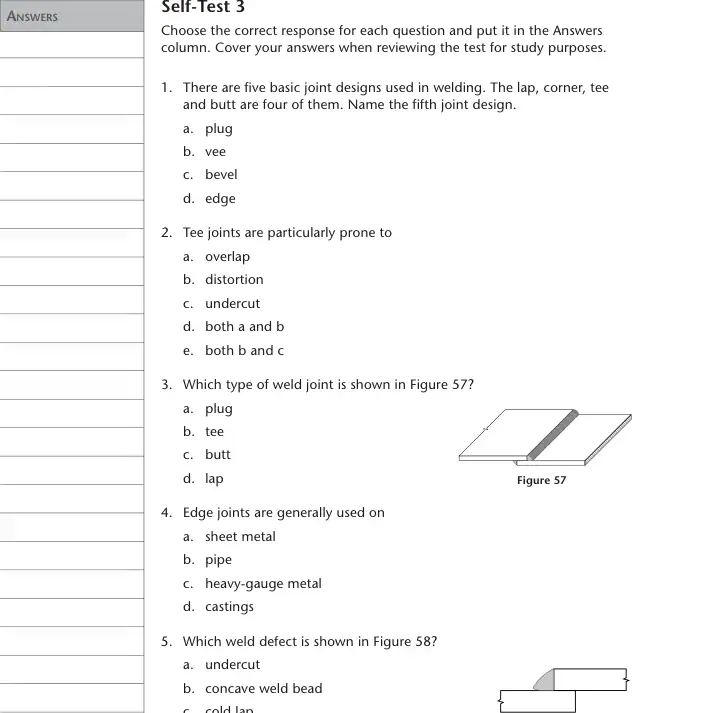 ANSWERS
Self-Test 3
Choose the correct response for each question and put it in the Answers
column. Cover your answers when reviewing the test for study purposes.
1. There are five basic joint designs used in welding. The lap, corner, tee
and butt are four of them. Name the fifth joint design.
a. plug
b. vee
c. bevel
d. edge
2. Tee joints are particularly prone to
a. overlap
b. distortion
c. undercut
d. both a and b
e. both b and c
3. Which type of weld joint is shown in Figure 57?
a. plug
b. tee
c. butt
d. lap
Figure 57
4. Edge joints are generally used on
a. sheet metal
b. pipe
c. heavy-gauge metal
d. castings
5. Which weld defect is shown in Figure 58?
a. undercut
b. concave weld bead
c. cold lap